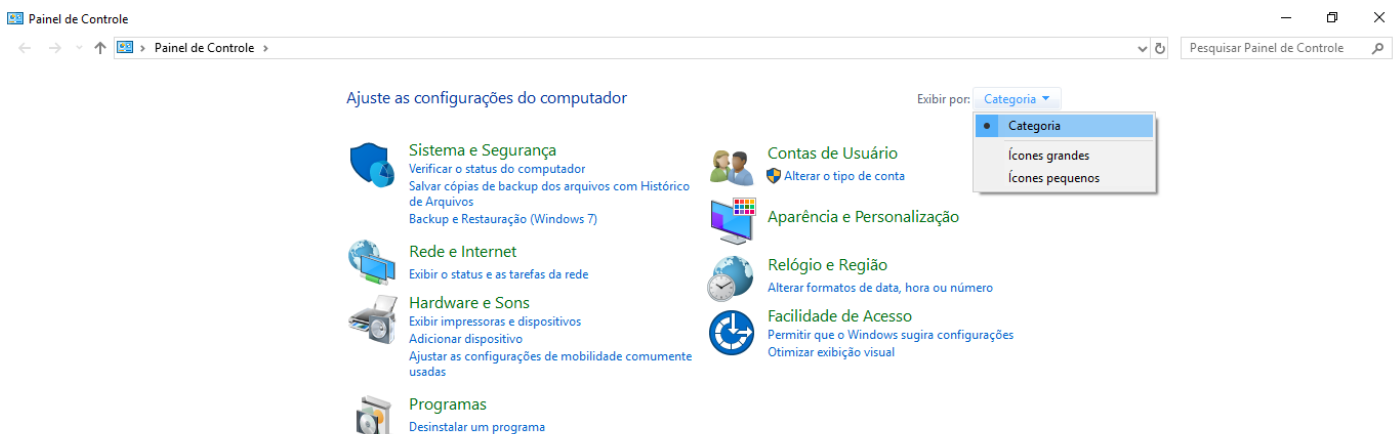 Painel de Controle
Painel de Controle
Pesquisar Painel de Controle
Ajuste as configurações do computador
Exibir por: Categoria
Categoria
Ícones grandes
Ícones pequenos
Sistema e Segurança
Verificar o status do computador
Salvar cópias de backup dos arquivos com Histórico
de Arquivos
Backup e Restauração (Windows 7)
Rede e Internet
Exibir o status e as tarefas da rede
Hardware e Sons
Exibir impressoras e dispositivos
Adicionar dispositivo
Ajustar as configurações de mobilidade comumente
usadas
Programas
Desinstalar um programa
Contas de Usuário
Alterar o tipo de conta
Aparência e Personalização
Relógio e Região
Alterar formatos de data, hora ou número
Facilidade de Acesso
Permitir que o Windows sugira configurações
Otimizar exibição visual